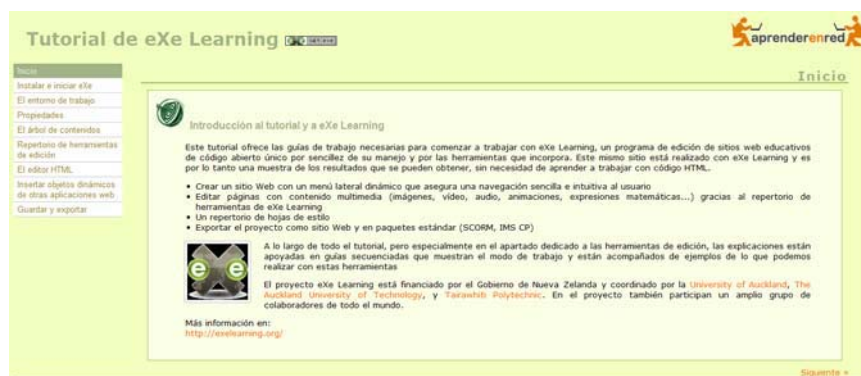 Tutorial de eXe Learning
aprenderenred
Inicio
Instalar e iniciar eXe
El entorno de trabajo
Propiedades
El árbol de contenidos
Repertorio de herramientas
de edición
El editor HTML
Insertar objetos dinámicos
de otras aplicaciones web
Guardar y exportar
Inicio
Introducción al tutorial y a eXe Learning
Este tutorial ofrece las guías de trabajo necesarias para comenzar a trabajar con eXe Learning, un programa de edición de sitios web educativos
de código abierto único por sencillez de su manejo y por las herramientas que incorpora. Este mismo sitio está realizado con eXe Learning y es
por lo tanto una muestra de los resultados que se pueden obtener, sin necesidad de aprender a trabajar con código HTML.
• Crear un sitio Web con un menú lateral dinámico que asegura una navegación sencilla e intuitiva al usuario
• Editar páginas con contenido multimedia (imágenes, vídeo, audio, animaciones, expresiones matemáticas...) gracias al repertorio de
herramientas de eXe Learning
• Un repertorio de hojas de estilo
• Exportar el proyecto como sitio Web y en paquetes estándar (SCORM, IMS CP)
e e
A lo largo de todo el tutorial, pero especialmente en el apartado dedicado a las herramientas de edición, las explicaciones están
apoyadas en guías secuenciadas que muestran el modo de trabajo y están acompañados de ejemplos de lo que podemos
realizar con estas herramientas
El proyecto eXe Learning está financiado por el Gobierno de Nueva Zelanda y coordinado por la University of Auckland, The
Auckland University of Technology, y Tairawhiti Polytechnic. En el proyecto también participan un amplio grupo de
colaboradores de todo el mundo.
Más información en:
http://exelearning.org/
Siguiente »